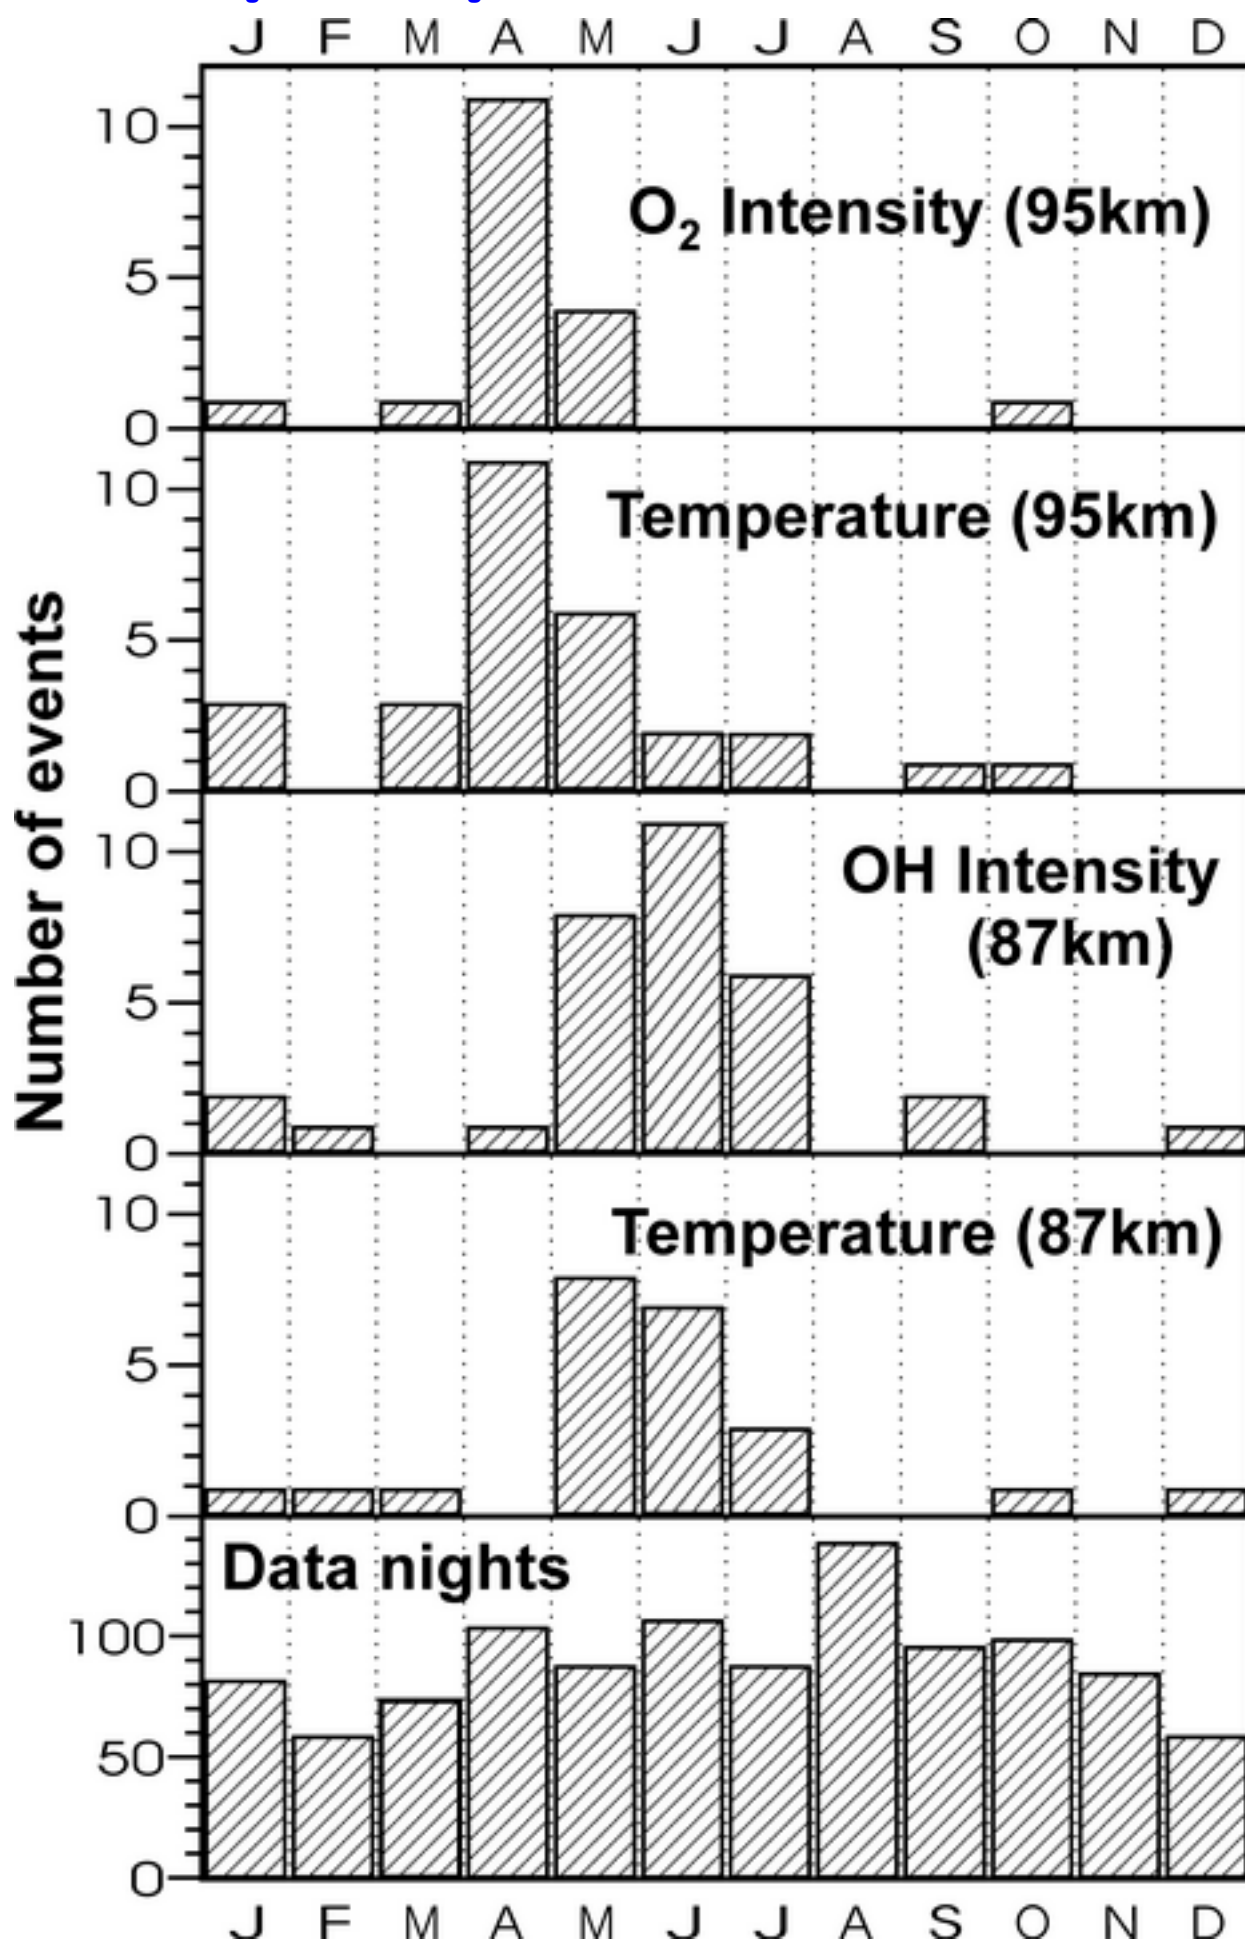 J F M A M J J A S O N D
10
O₂ Intensity (95km)
5
0
10
Temperature (95km)
5
0
Number of events
10
OH Intensity
(87km)
5
0
10
Temperature (87km)
5
0
Data nights
100
50
0
J F M A M J J A S O N D